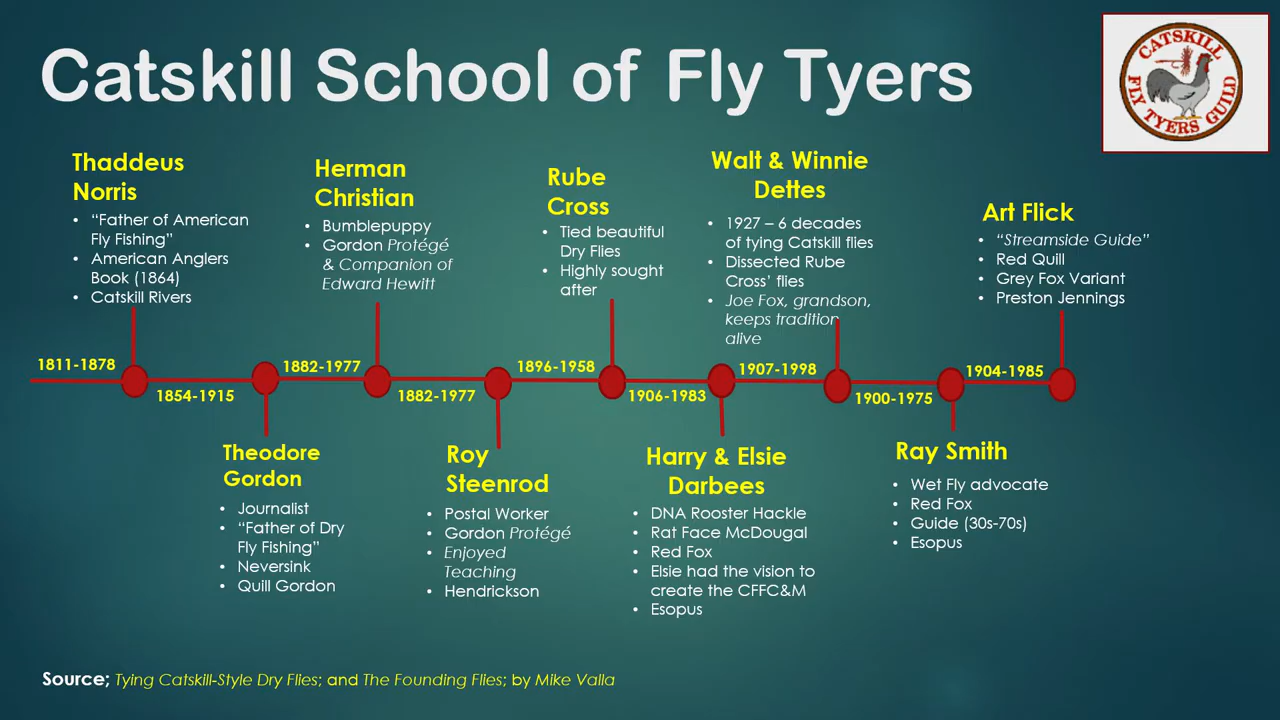 Catskill School of Fly Tyers
CATSKILL
FLY TYERS GUILD
Thaddeus
Norris
• “Father of American
Fly Fishing”
• American Anglers
Book (1864)
• Catskill Rivers
Herman
Christian
• Bumblepuppy
• Gordon Protégé
& Companion of
Edward Hewitt
Rube
Cross
• Tied beautiful
Dry Flies
• Highly sought
after
Walt & Winnie
Dettes
• 1927 – 6 decades
of tying Catskill flies
• Dissected Rube
Cross’ flies
• Joe Fox, grandson,
keeps tradition
alive
Art Flick
• “Streamside Guide”
• Red Quill
• Grey Fox Variant
• Preston Jennings
1811-1878
1854-1915
1882-1977
1882-1977
1896-1958
1906-1983
1907-1998
1900-1975
1904-1985
Theodore
Gordon
• Journalist
• “Father of Dry
Fly Fishing”
• Neversink
• Quill Gordon
Roy
Steenrod
• Postal Worker
• Gordon Protégé
• Enjoyed
Teaching
• Hendrickson
Harry & Elsie
Darbees
• DNA Rooster Hackle
• Rat Face McDougal
• Red Fox
• Elsie had the vision to
create the CFFC&M
• Esopus
Ray Smith
• Wet Fly advocate
• Red Fox
• Guide (30s-70s)
• Esopus
Source; Tying Catskill-Style Dry Flies; and The Founding Flies; by Mike Valla